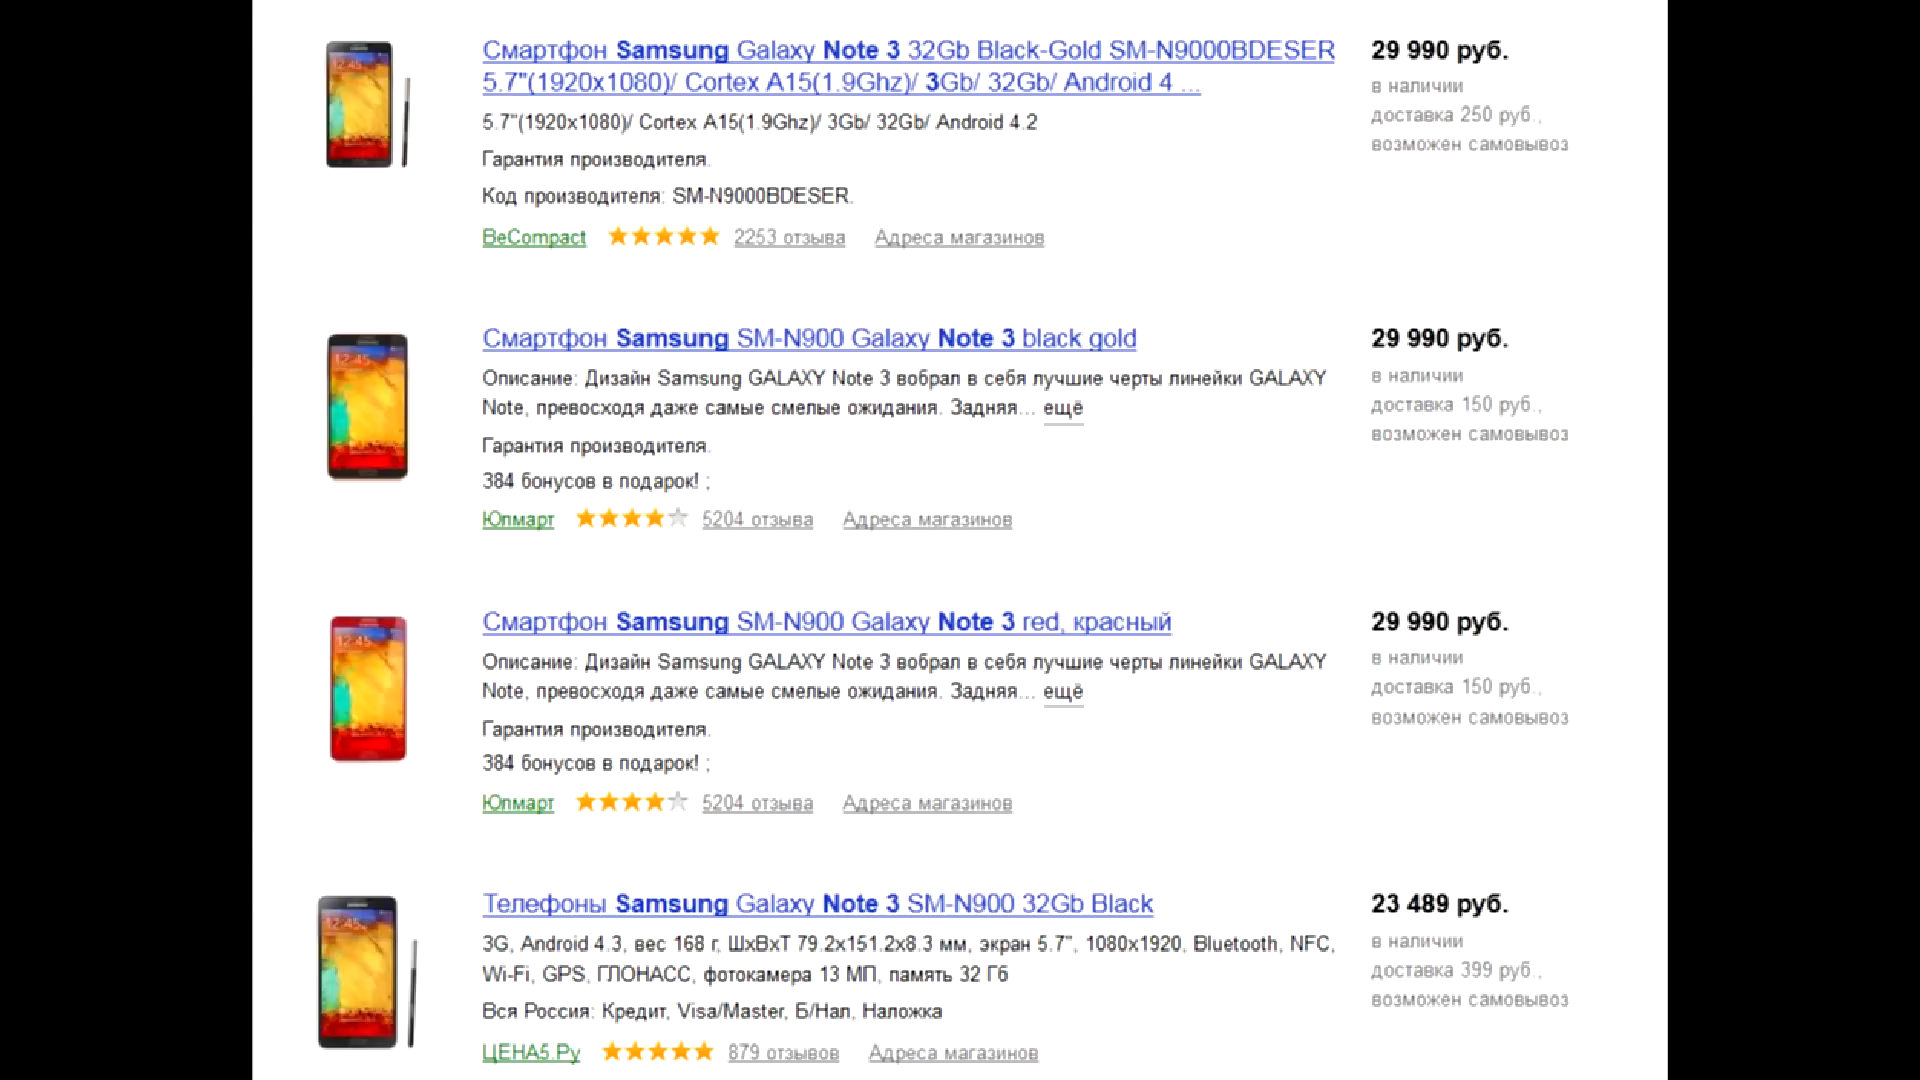 Смартфон Samsung Galaxy Note 3 32Gb Black-Gold SM-N9000BDESER
5.7"(1920x1080)/ Cortex A15(1.9Ghz)/ 3Gb/ 32Gb/ Android 4 ...
29 990 руб.
5.7"(1920x1080)/ Cortex A15(1.9Ghz)/ 3Gb/ 32Gb/ Android 4.2
Гарантия производителя.
Код производителя: SM-N9000BDESER.
в наличии
доставка 250 руб.,
возможен самовывоз
BeCompact 2253 отзыва Адреса магазинов
Смартфон Samsung SM-N900 Galaxy Note 3 black gold
29 990 руб.
Описание: Дизайн Samsung GALAXY Note 3 вобрал в себя лучшие черты линейки GALAXY
Note, превосходя даже самые смелые ожидания. Задняя... ещё
Гарантия производителя.
384 бонусов в подарок! ;
в наличии
доставка 150 руб.,
возможен самовывоз
Юлмарт 5204 отзыва Адреса магазинов
Смартфон Samsung SM-N900 Galaxy Note 3 red, красный
29 990 руб.
Описание: Дизайн Samsung GALAXY Note 3 вобрал в себя лучшие черты линейки GALAXY
Note, превосходя даже самые смелые ожидания. Задняя... ещё
Гарантия производителя.
384 бонусов в подарок! ;
в наличии
доставка 150 руб.,
возможен самовывоз
Юлмарт 5204 отзыва Адреса магазинов
Телефоны Samsung Galaxy Note 3 SM-N900 32Gb Black
23 489 руб.
3G, Android 4.3, вес 168 г, ШхВхТ 79.2x151.2x8.3 мм, экран 5.7", 1080x1920, Bluetooth, NFC,
Wi-Fi, GPS, ГЛОНАСС, фотокамера 13 МП, память 32 Гб
Вся Россия: Кредит, Visa/Master, Б/Нал, Наложка
в наличии
доставка 399 руб.,
возможен самовывоз
ЦЕНА5.Ру 879 отзывов Адреса магазинов